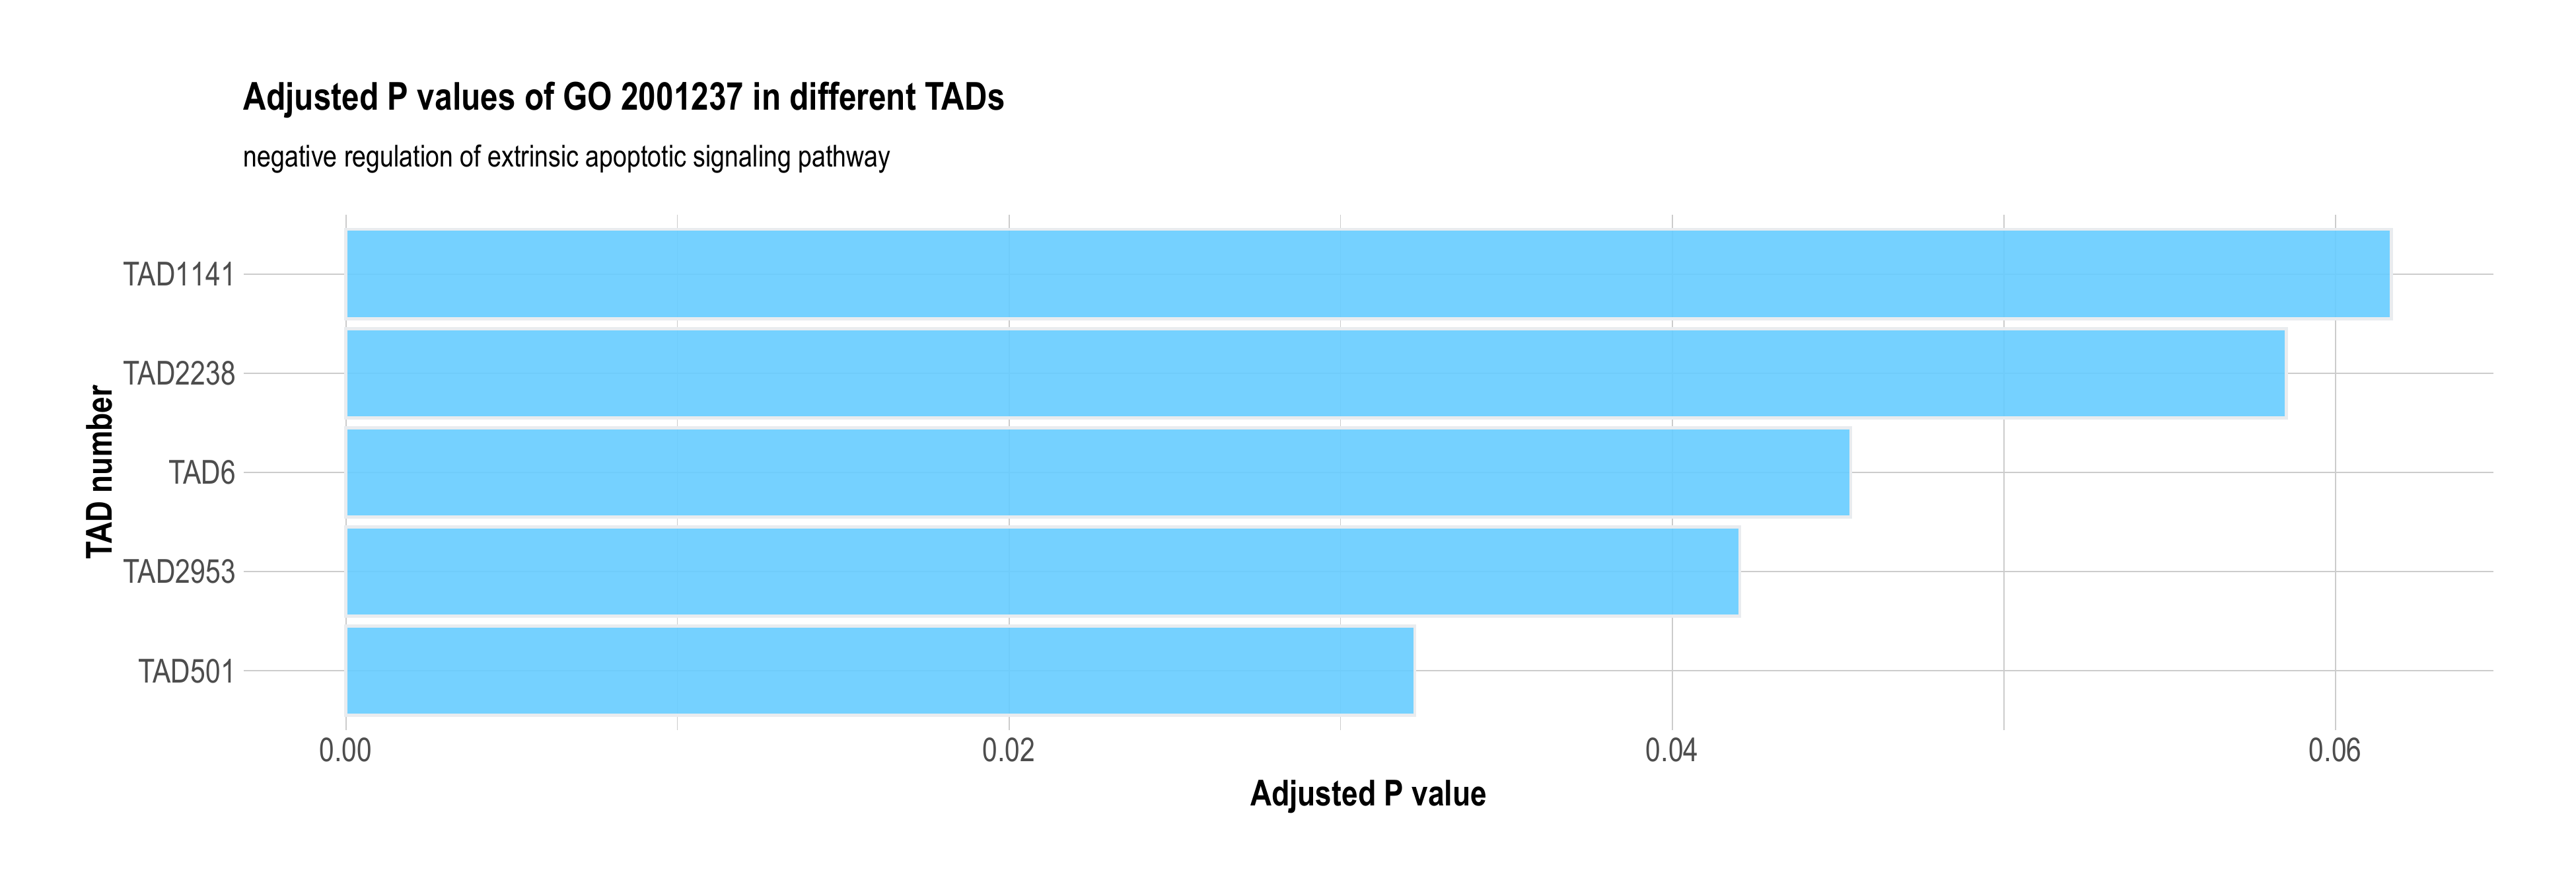 Adjusted P values of GO 2001237 in different TADs
negative regulation of extrinsic apoptotic signaling pathway
TAD number
TAD1141
TAD2238
TAD6
TAD2953
TAD501
0.00 0.02 0.04 0.06
Adjusted P value